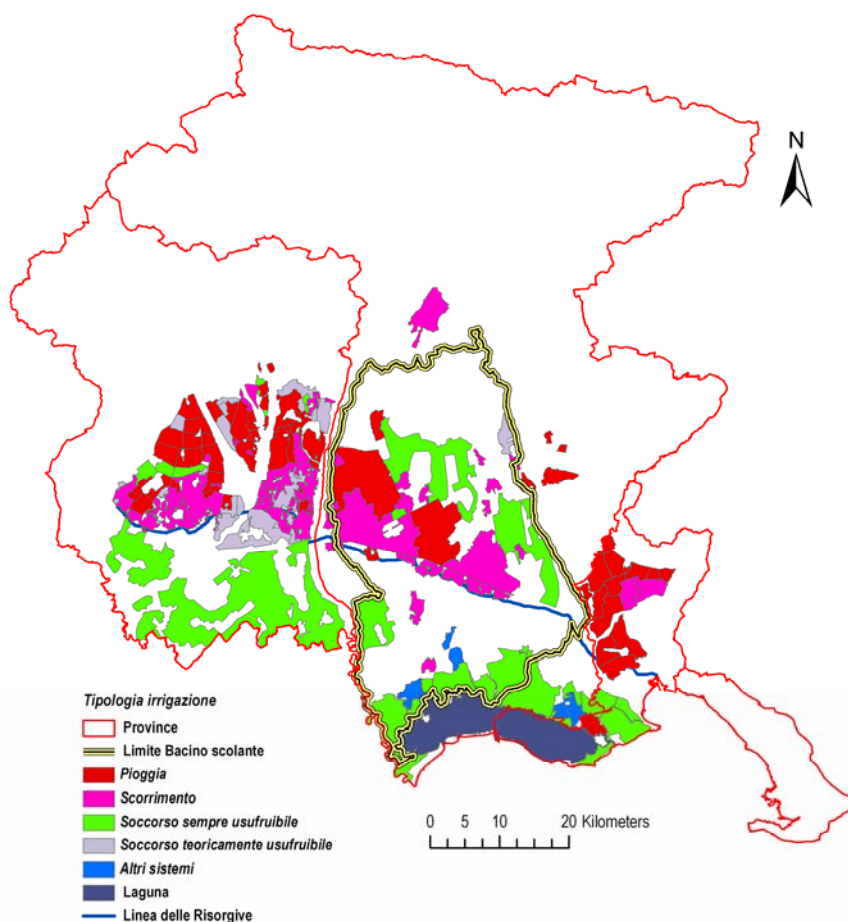 N
Tipologia irrigazione
Province
Limite Bacino scolante
Pioggia
Scorrimento
Soccorso sempre usufruibile
Soccorso teoricamente usufruibile
Altri sistemi
Laguna
Linea delle Risorgive
0 5 10 20 Kilometers